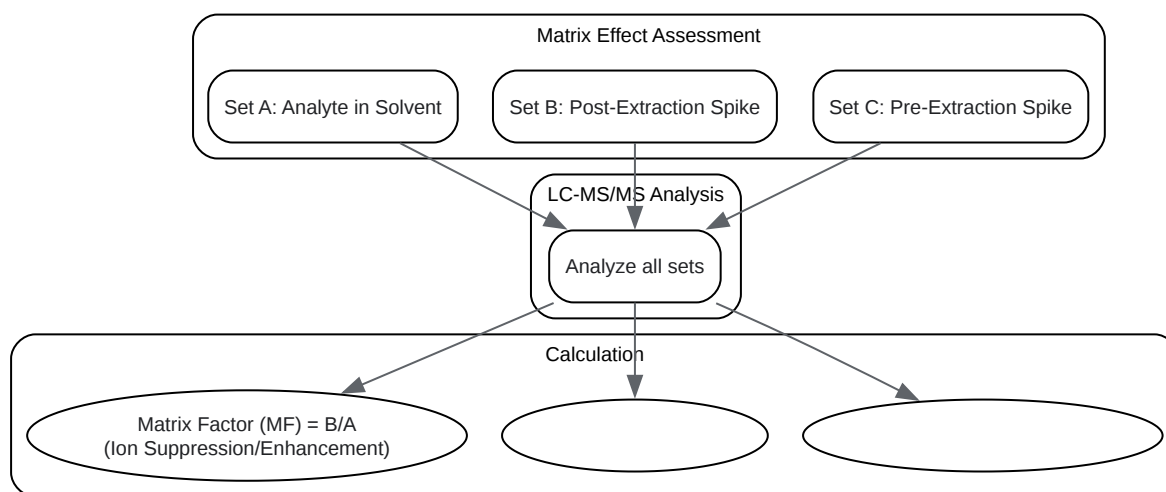 Matrix Effect Assessment
Set A: Analyte in Solvent
Set B: Post-Extraction Spike
Set C: Pre-Extraction Spike
LC-MS/MS Analysis
Analyze all sets
Calculation
Matrix Factor (MF) = B/A
(Ion Suppression/Enhancement)